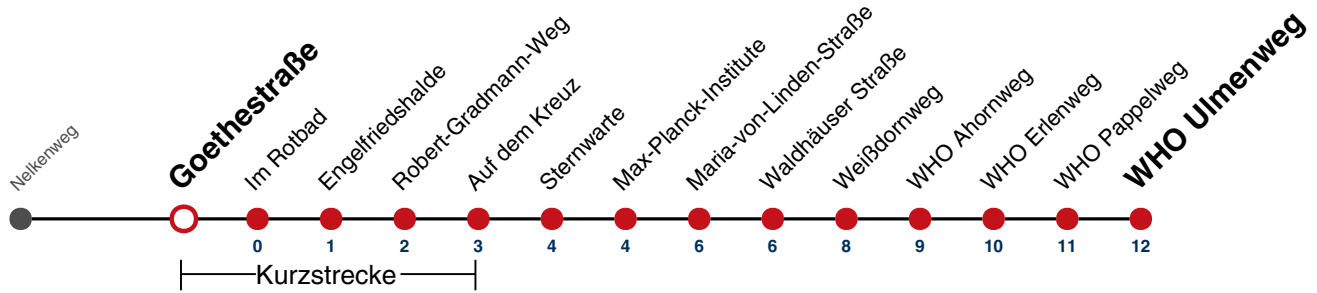 Nelkenweg
Goethestraße
Im Rotbad
Engelfriedshalde
Robert-Gradmann-Weg
Auf dem Kreuz
Sternwarte
Max-Planck-Institute
Maria-von-Linden-Straße
Waldhäuser Straße
Weißdornweg
WHO Ahornweg
WHO Erlenweg
WHO Pappelweg
WHO Ulmenweg
0 1 2 3 4 4 6 6 8 9 10 11 12
Kurzstrecke